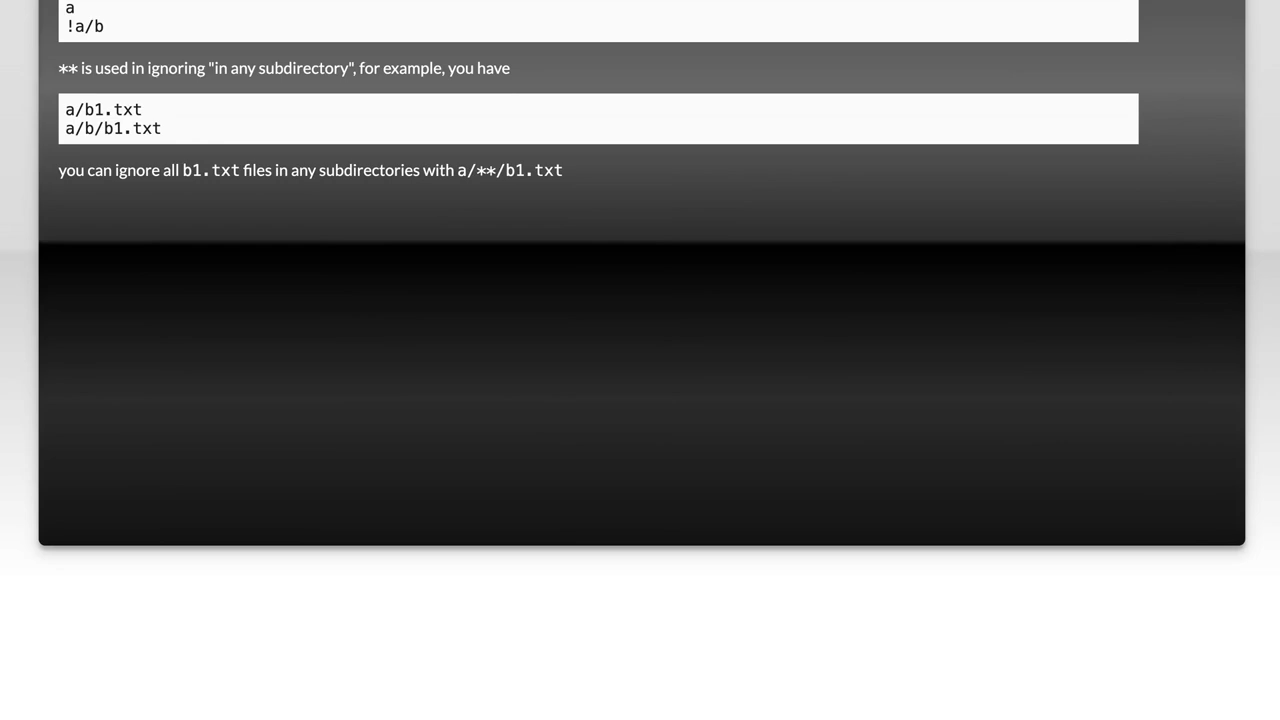 a
!a/b
** is used in ignoring "in any subdirectory", for example, you have
a/b1.txt
a/b/b1.txt
you can ignore all b1.txt files in any subdirectories with a/**/b1.txt